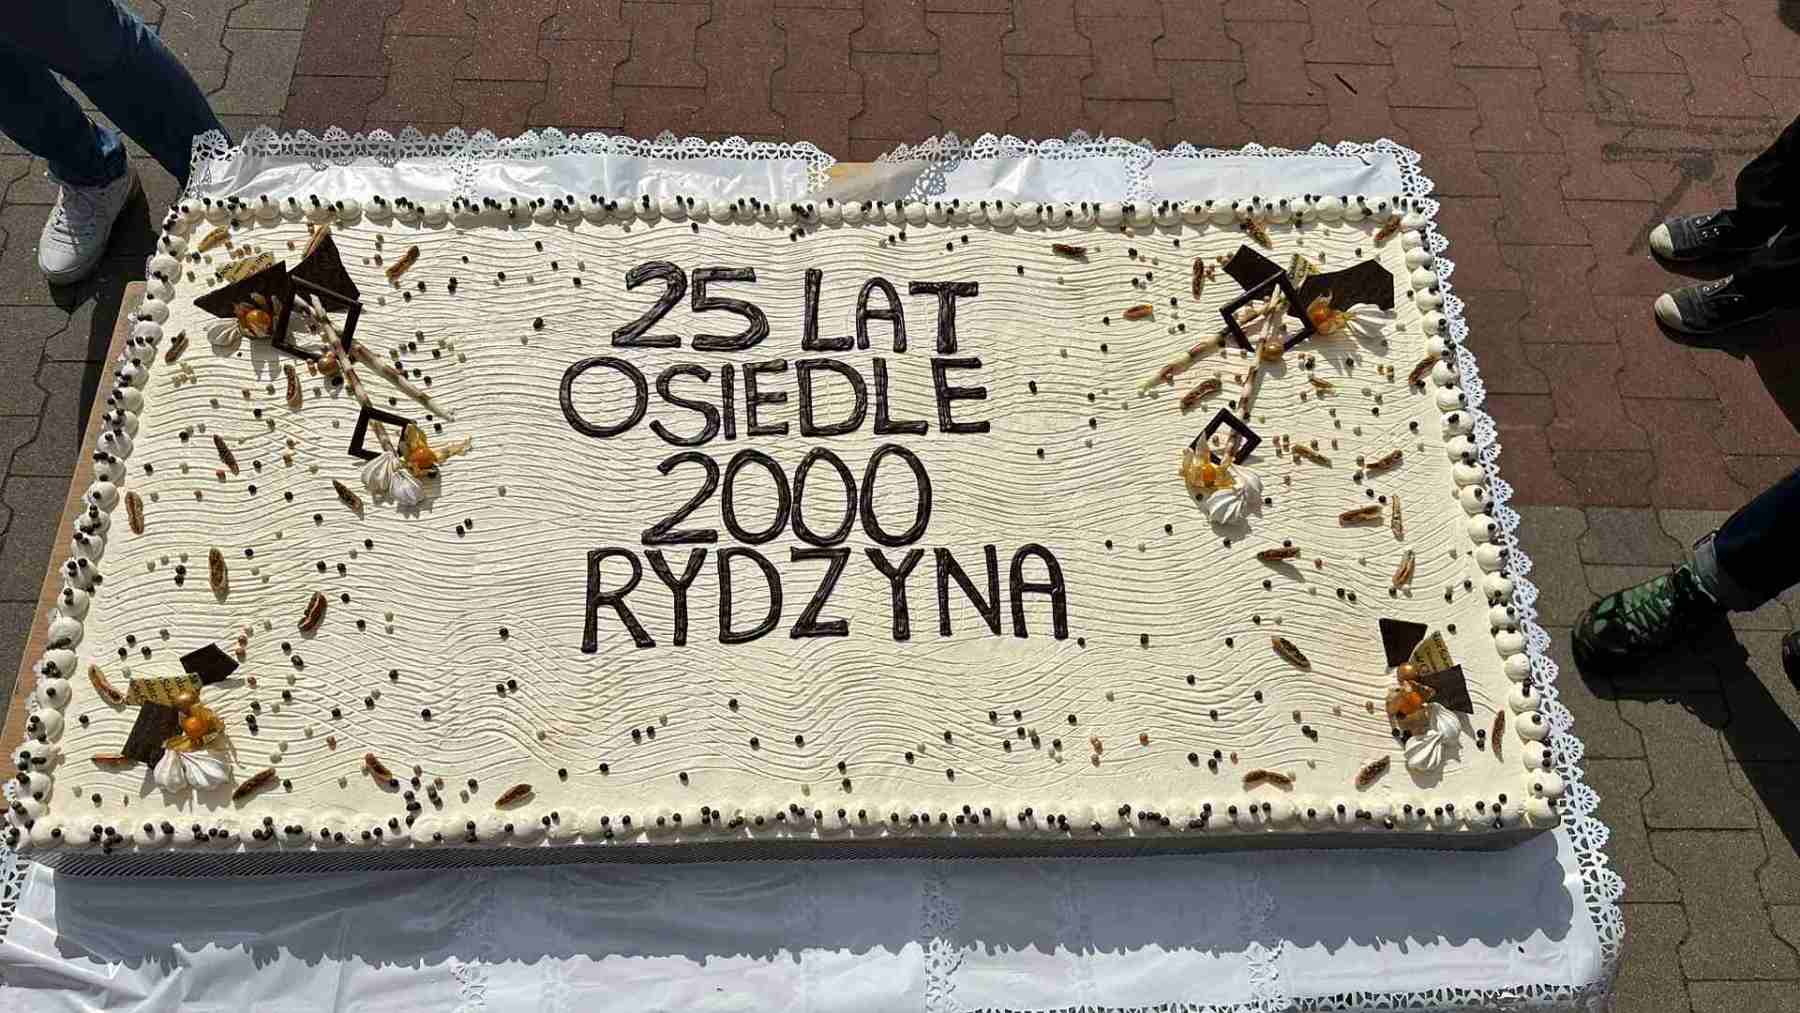 25 LAT
OSIEDLE
2000
RYDZYNA